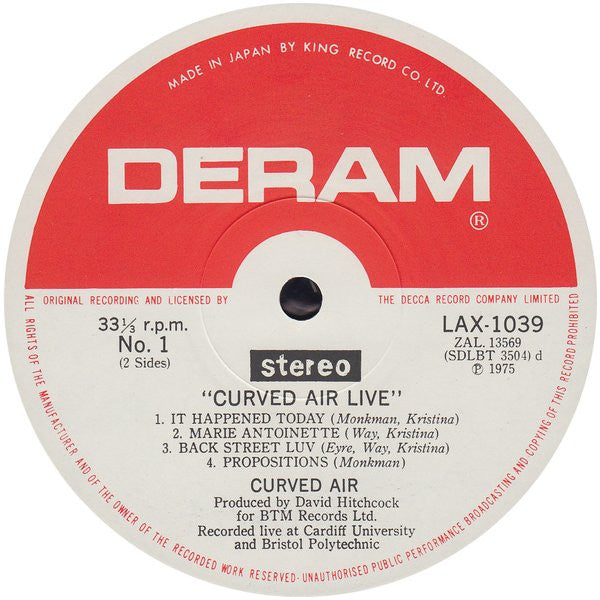 MADE IN JAPAN BY KING RECORD CO. LTD.
DERAM
®
ORIGINAL RECORDING AND LICENSED BY THE DECCA RECORD COMPANY LIMITED
33⅓ r.p.m.
No. 1
(2 Sides)
stereo
LAX-1039
ZAL. 13569
(SDLBT 3504) d
℗ 1975
"CURVED AIR LIVE"
1. IT HAPPENED TODAY (Monkman, Kristina)
2. MARIE ANTOINETTE (Way, Kristina)
3. BACK STREET LUV (Eyre, Way, Kristina)
4. PROPOSITIONS (Monkman)
CURVED AIR
Produced by David Hitchcock
for BTM Records Ltd.
Recorded live at Cardiff University
and Bristol Polytechnic
ALL RIGHTS OF THE MANUFACTURER AND OF THE OWNER OF THE RECORDED WORK RESERVED-UNAUTHORISED PUBLIC PERFORMANCE BROADCASTING AND COPYING OF THIS RECORD PROHIBITED